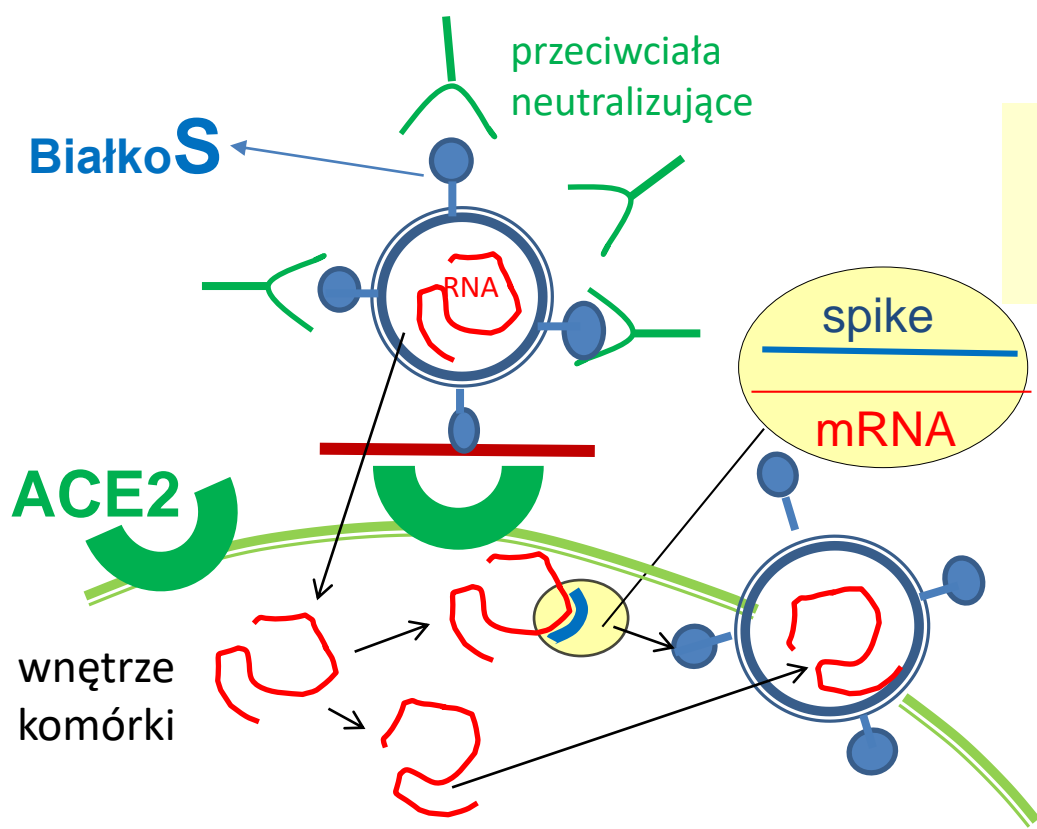 przeciwciała
neutralizujące
BiałkoS
RNA
spike
mRNA
ACE2
wnętrze
komórki